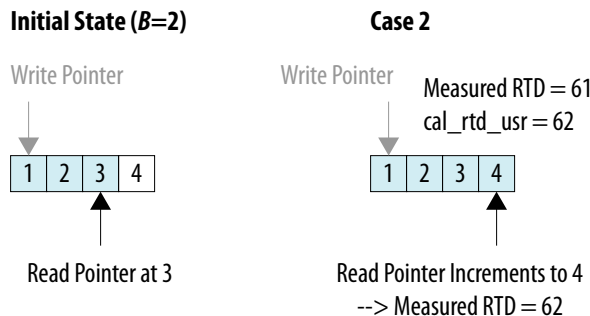 Initial State (B=2)
Write Pointer
1 2 3 4
Read Pointer at 3
Case 2
Write Pointer
Measured RTD = 61
cal_rtd_usr = 62
1 2 3 4
Read Pointer Increments to 4
--> Measured RTD = 62